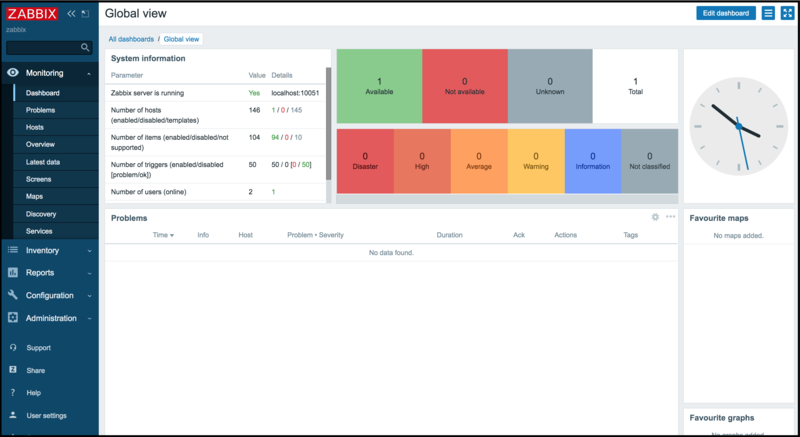 ZABBIX
zabbix
Monitoring
Dashboard
Problems
Hosts
Overview
Latest data
Screens
Maps
Discovery
Services
Inventory
Reports
Configuration
Administration
Support
Z Share
? Help
User settings
Global view
Edit dashboard
All dashboards / Global view
System information
Parameter Value Details
Zabbix server is running Yes localhost:10051
Number of hosts 146 1 / 0 / 145
(enabled/disabled/templates)
Number of items (enabled/disabled/not 104 94 / 0 / 10
supported)
Number of triggers (enabled/disabled 50 50 / 0 [0 / 50]
[problem/ok])
Number of users (online) 2 1
1 0 0 1
Available Not available Unknown Total
0 0 0 0 0 0
Disaster High Average Warning Information Not classified
Problems
Time Info Host Problem • Severity Duration Ack Actions Tags
No data found.
Favourite maps
No maps added.
Favourite graphs